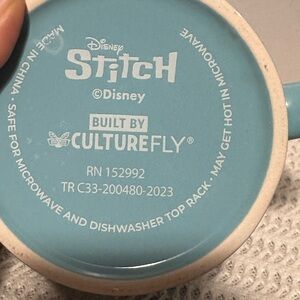 Disney
Stitch
©Disney
BUILT BY
CULTUREFLY®
RN 152992
TR C33-200480-2023
MADE IN CHINA • SAFE FOR MICROWAVE AND DISHWASHER TOP RACK • MAY GET HOT IN MICROWAVE